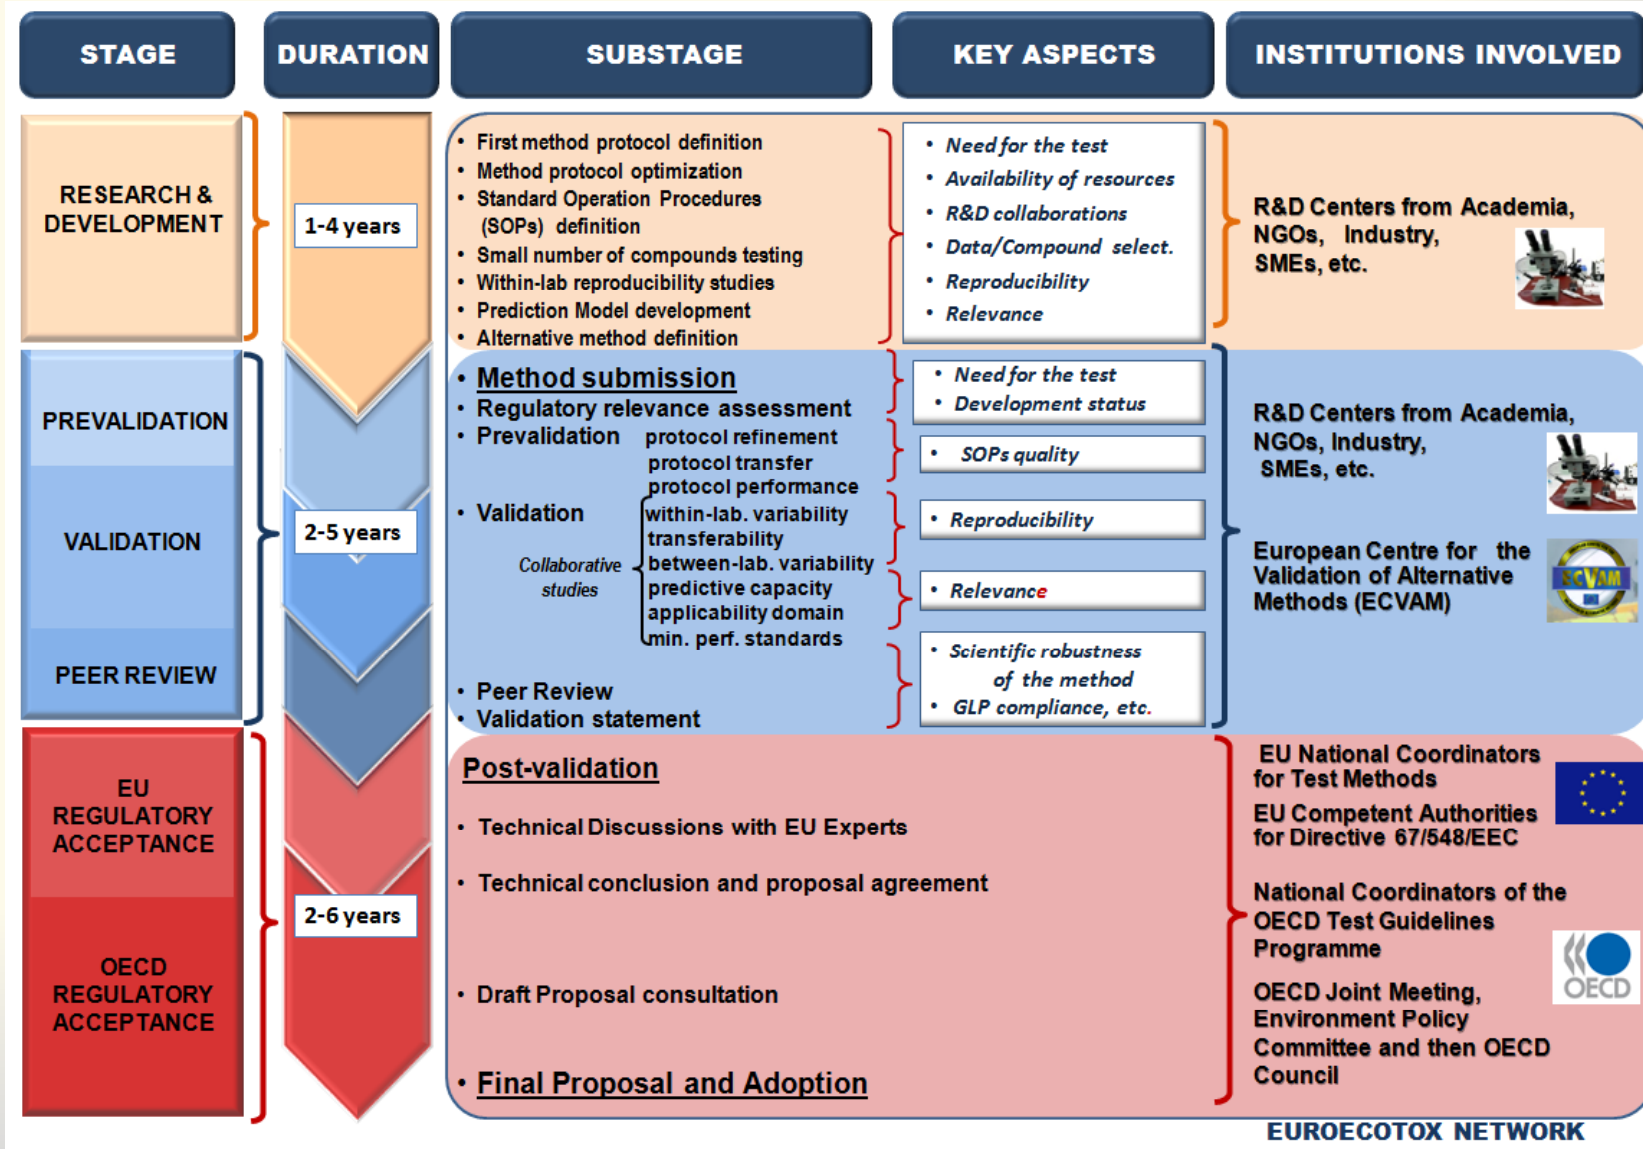 STAGE
DURATION
SUBSTAGE
KEY ASPECTS
INSTITUTIONS INVOLVED
RESEARCH &
DEVELOPMENT
1-4 years
• First method protocol definition
• Method protocol optimization
• Standard Operation Procedures
(SOPs) definition
• Small number of compounds testing
• Within-lab reproducibility studies
• Prediction Model development
• Alternative method definition
• Need for the test
• Availability of resources
• R&D collaborations
• Data/Compound select.
• Reproducibility
• Relevance
R&D Centers from Academia,
NGOs, Industry,
SMEs, etc.
PREVALIDATION
VALIDATION
PEER REVIEW
2-5 years
• Method submission
• Regulatory relevance assessment
• Prevalidation protocol refinement
protocol transfer
protocol performance
• Validation within-lab. variability
transferability
Collaborative
studies
between-lab. variability
predictive capacity
applicability domain
min. perf. standards
• Peer Review
• Validation statement
• Need for the test
• Development status
• SOPs quality
• Reproducibility
• Relevance
• Scientific robustness
of the method
• GLP compliance, etc.
R&D Centers from Academia,
NGOs, Industry,
SMEs, etc.
European Centre for the
Validation of Alternative
Methods (ECVAM)
ECVAM
EU
REGULATORY
ACCEPTANCE
OECD
REGULATORY
ACCEPTANCE
2-6 years
Post-validation
• Technical Discussions with EU Experts
• Technical conclusion and proposal agreement
• Draft Proposal consultation
• Final Proposal and Adoption
EU National Coordinators
for Test Methods
EU Competent Authorities
for Directive 67/548/EEC
National Coordinators of the
OECD Test Guidelines
Programme
OECD
OECD Joint Meeting,
Environment Policy
Committee and then OECD
Council
EUROECOTOX NETWORK